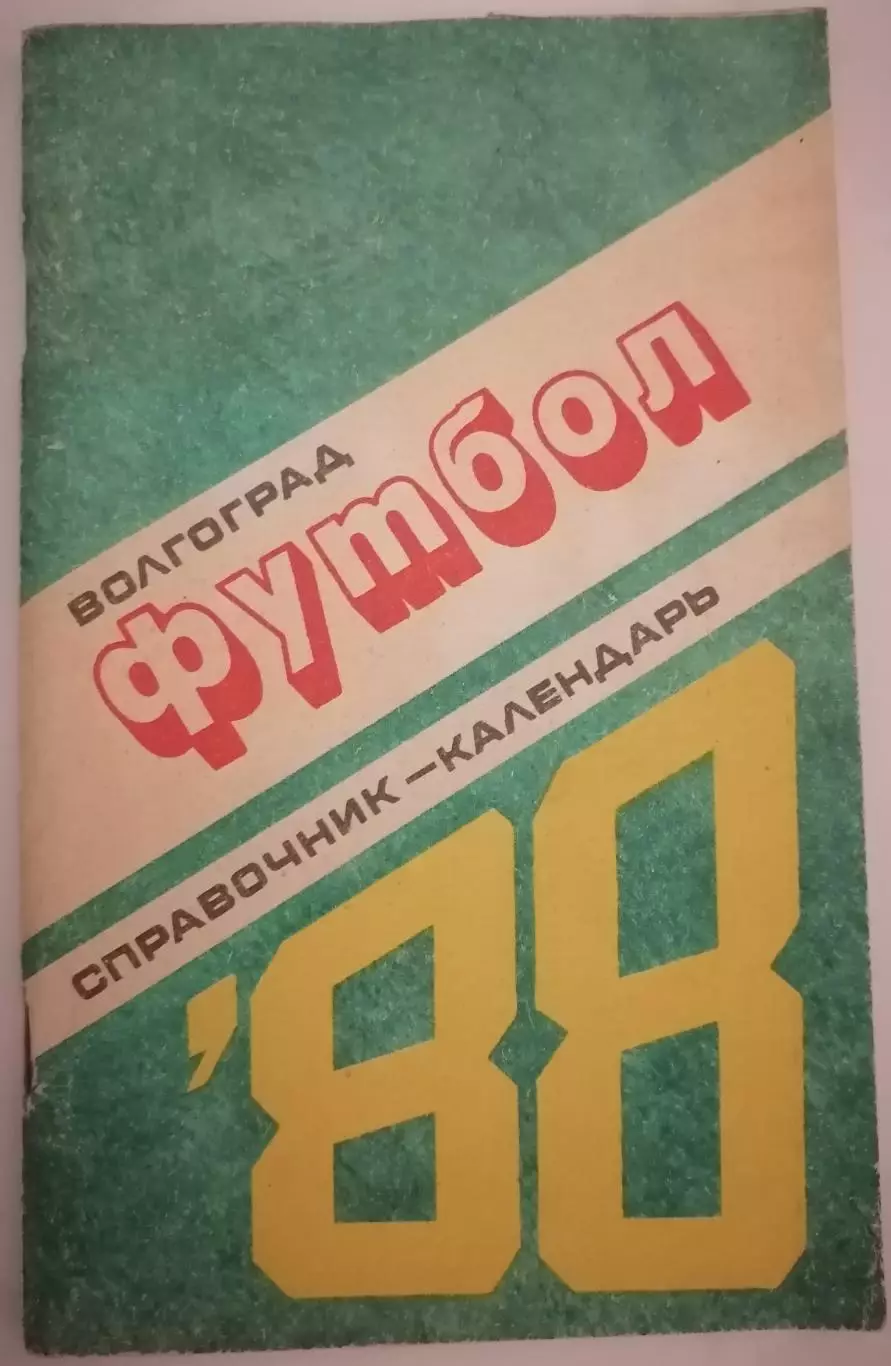 ВОЛГОГРАД
футбол
СПРАВОЧНИК–КАЛЕНДАРЬ
'88